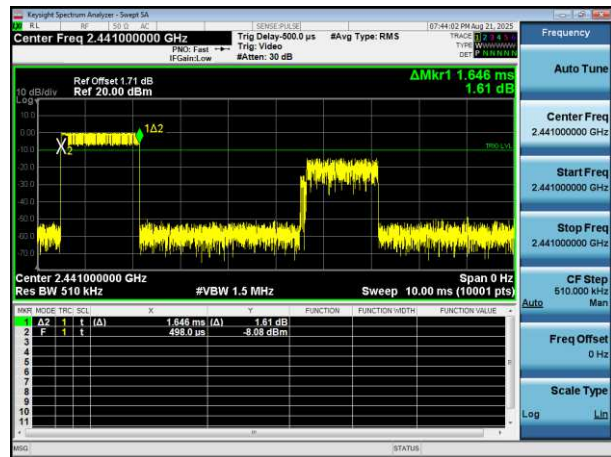 Keysight Spectrum Analyzer - Swept SA
RL RF 50 Ω AC SENSE:PULSE 07:44:02 PM Aug 21, 2025
Center Freq 2.441000000 GHz
PNO: Fast
IFGain:Low
Trig Delay-500.0 µs
Trig: Video
#Atten: 30 dB
#Avg Type: RMS
TRACE 1 2 3 4 5 6
TYPE WWWWWW
DET P NNNNN
Ref Offset 1.71 dB
10 dB/div Ref 20.00 dBm
Log
ΔMkr1 1.646 ms
1.61 dB
10.0
0.00
-10.0
-20.0
-30.0
-40.0
-50.0
-60.0
-70.0
X2
1Δ2
TRIG LVL
Center 2.441000000 GHz Span 0 Hz
Res BW 510 kHz #VBW 1.5 MHz Sweep 10.00 ms (10001 pts)
MKR MODE TRC SCL X Y FUNCTION FUNCTION WIDTH FUNCTION VALUE
1 Δ2 1 t (Δ) 1.646 ms (Δ) 1.61 dB
2 F 1 t 498.0 µs -8.08 dBm
3
4
5
6
7
8
9
10
11
MSG STATUS
Frequency
Auto Tune
Center Freq
2.441000000 GHz
Start Freq
2.441000000 GHz
Stop Freq
2.441000000 GHz
CF Step
510.000 kHz
Auto Man
Freq Offset
0 Hz
Scale Type
Log Lin